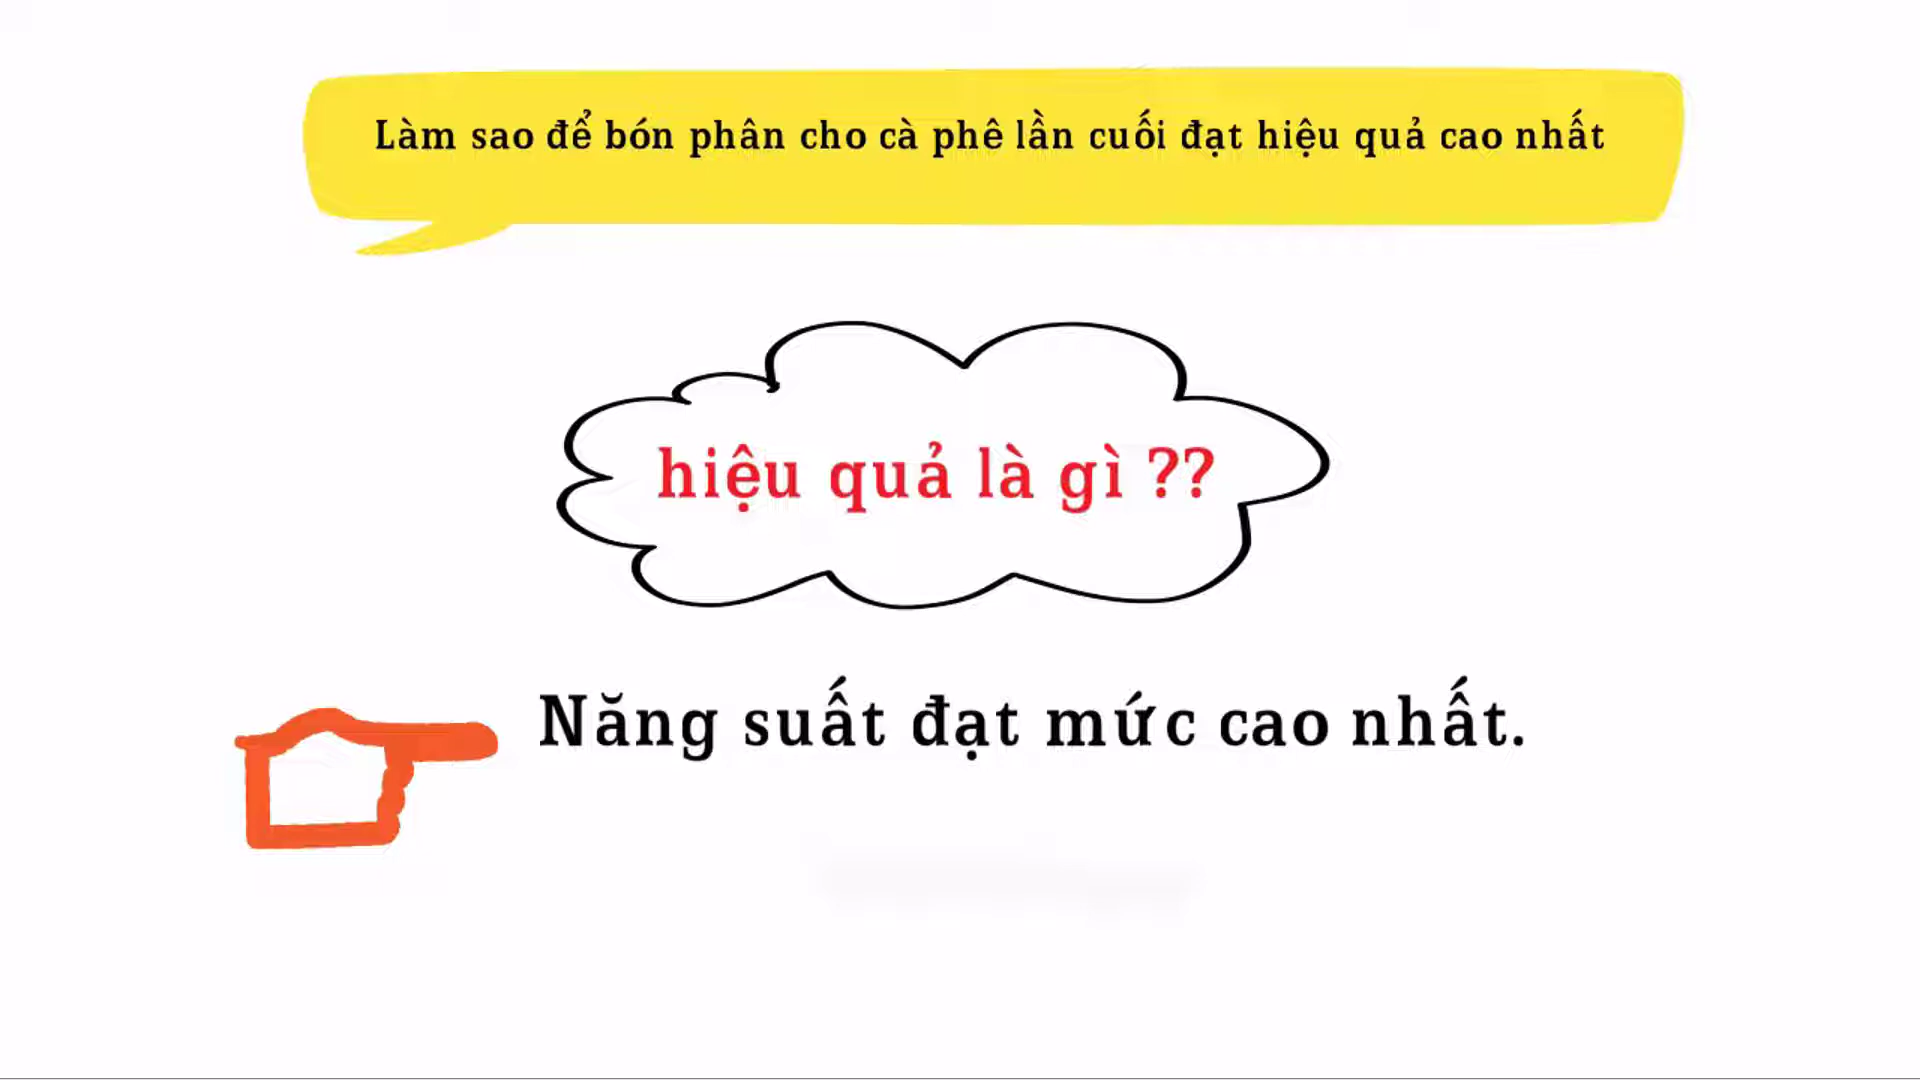 Làm sao để bón phân cho cà phê lần cuối đạt hiệu quả cao nhất
hiệu quả là gì ??
Năng suất đạt mức cao nhất.